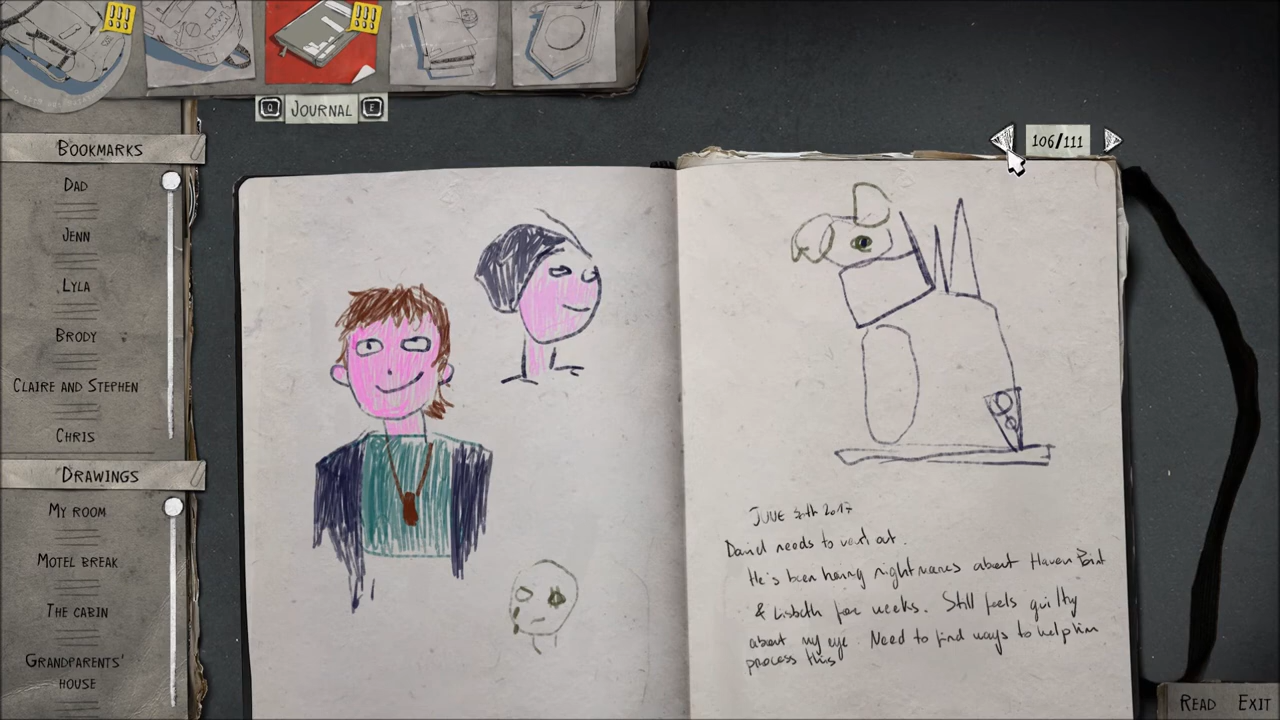 Q JOURNAL E
106/111
BOOKMARKS
DAD
JENN
LYLA
BRODY
CLAIRE AND STEPHEN
CHRIS
DRAWINGS
MY ROOM
MOTEL BREAK
THE CABIN
GRANDPARENTS'
HOUSE
JUNE 2017
Daniel needs to vent out.
He's been having nightmares about Haven Point
& Lisbeth for weeks. Still feels guilty
about my eye. Need to find ways to help him
process this
READ EXIT